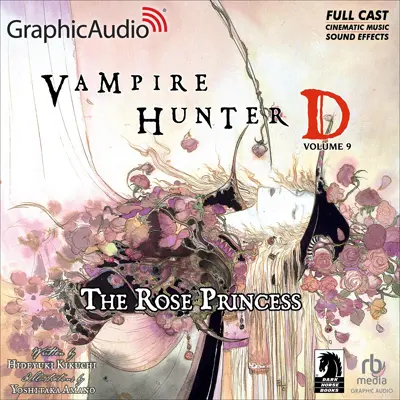 GraphicAudio®
FULL CAST
CINEMATIC MUSIC
SOUND EFFECTS
VAMPIRE
HUNTER D
VOLUME 9
THE ROSE PRINCESS
Written by
HIDEYUKI KIKUCHI
Illustrations by
YOSHITAKA AMANO
DARK
HORSE
BOOKS
rb
media
GRAPHIC AUDIO